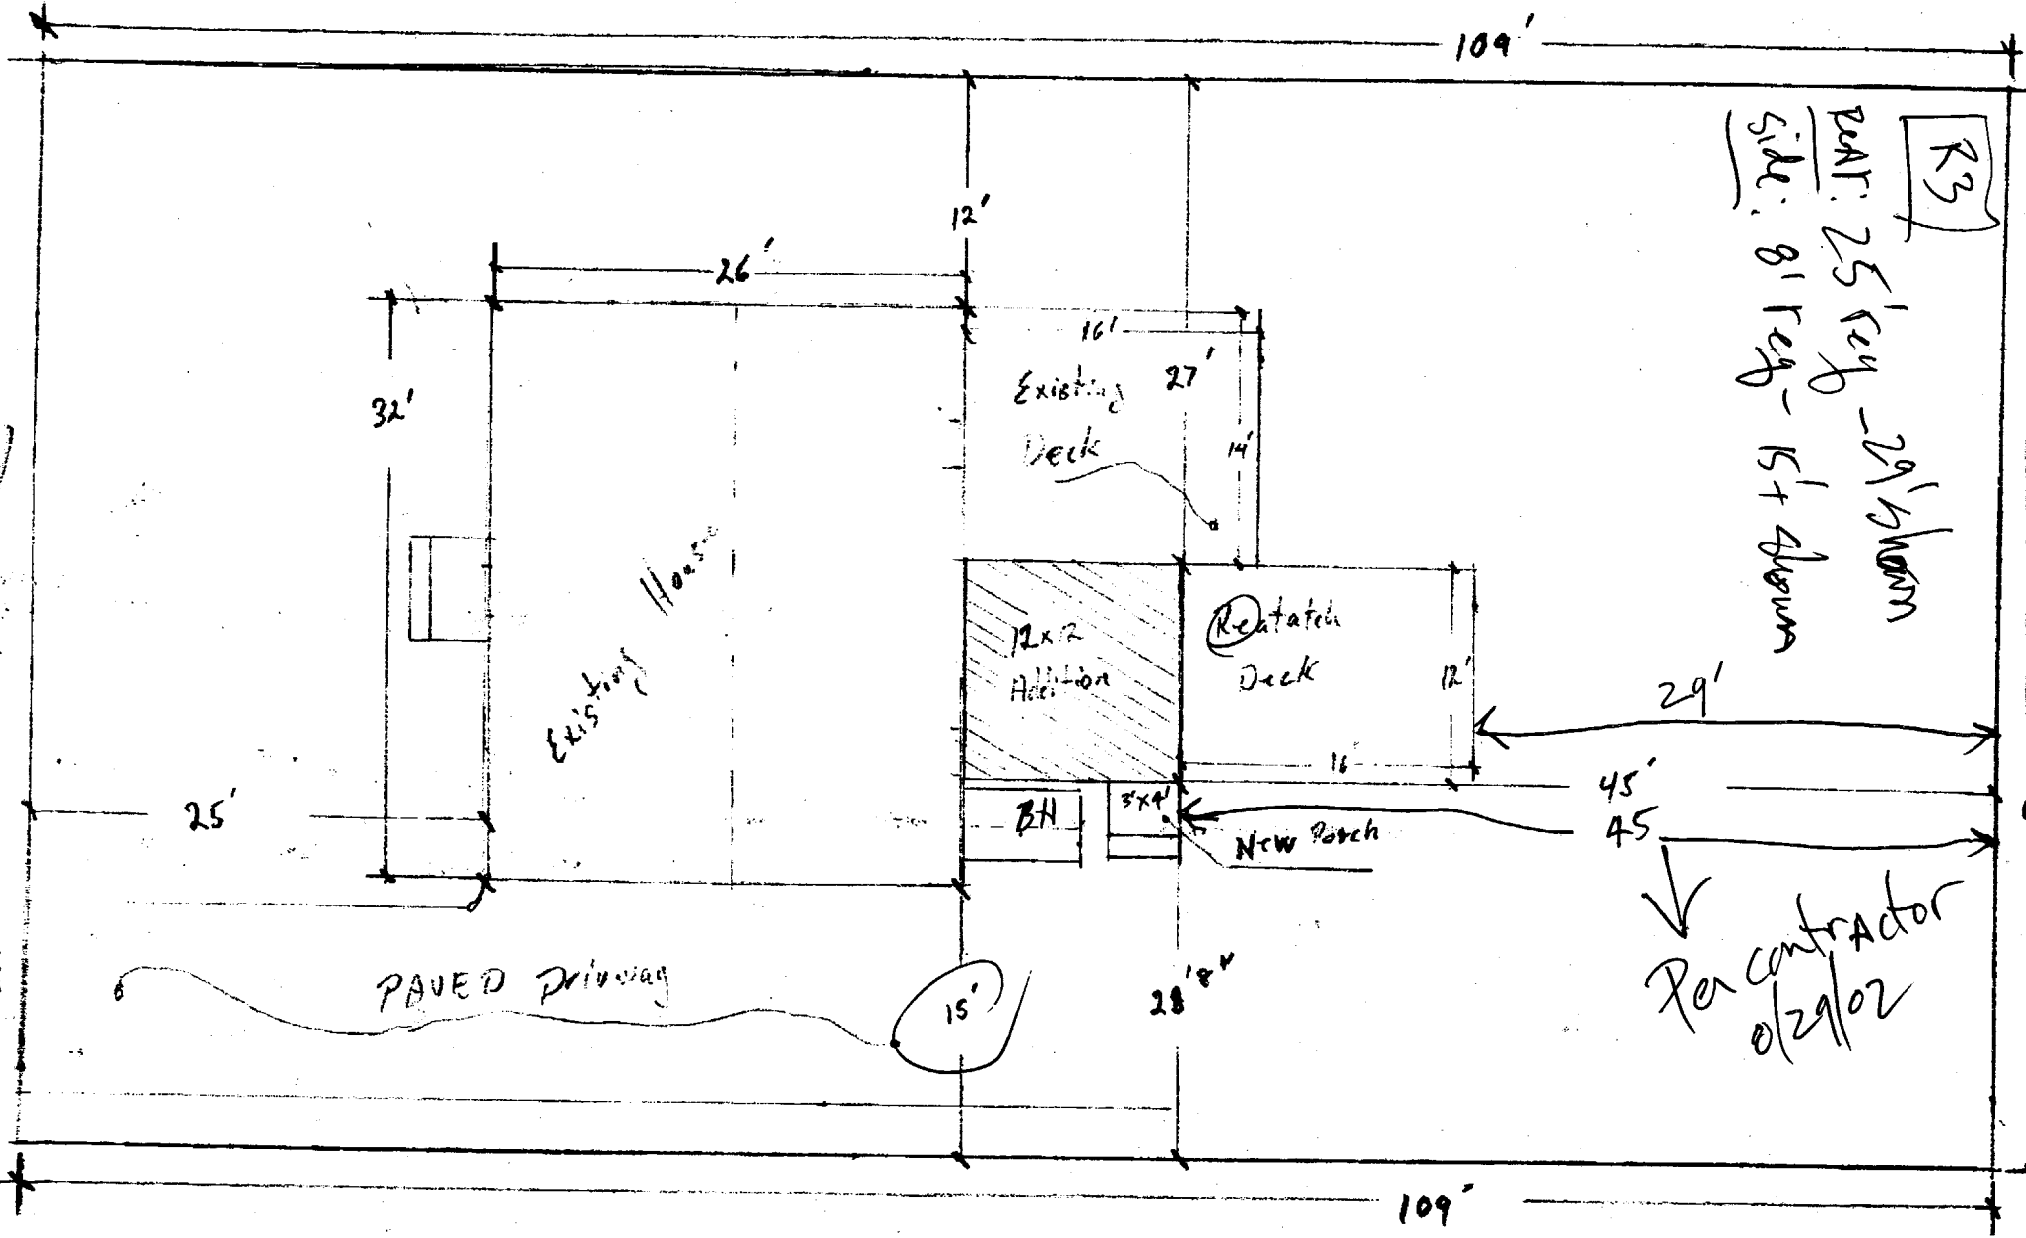 109'
R3
REAR: 25' req - 29' shown
Side: 8' req - 15'+ shown
12'
26'
16'
32'
Existing
Deck
27'
14'
Existing House
12x12
Addition
Reatatch
Deck
12'
29'
16
25'
45'
BH
3'x4'
New Porch
45
Per contractor
8/29/02
PAVED Driveway
15'
28'8"
109'